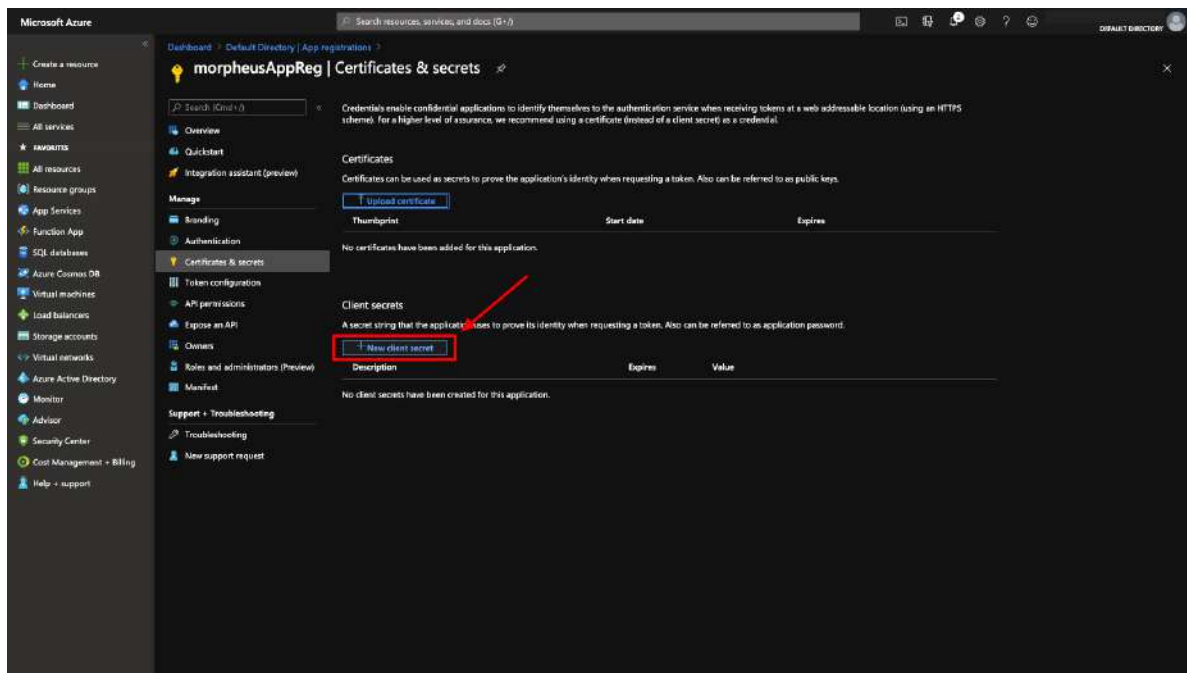 Microsoft Azure
Search resources, services, and docs (G+/)
DEFAULT DIRECTORY
Create a resource
Home
Dashboard
All services
FAVORITES
All resources
Resource groups
App Services
Function App
SQL databases
Azure Cosmos DB
Virtual machines
Load balancers
Storage accounts
Virtual networks
Azure Active Directory
Monitor
Advisor
Security Center
Cost Management + Billing
Help + support
Dashboard > Default Directory | App registrations >
morpheusAppReg | Certificates & secrets
Search (Cmd+/)
Overview
Quickstart
Integration assistant (preview)
Manage
Branding
Authentication
Certificates & secrets
Token configuration
API permissions
Expose an API
Owners
Roles and administrators (Preview)
Manifest
Support + Troubleshooting
Troubleshooting
New support request
Credentials enable confidential applications to identify themselves to the authentication service when receiving tokens at a web addressable location (using an HTTPS
scheme). For a higher level of assurance, we recommend using a certificate (instead of a client secret) as a credential.
Certificates
Certificates can be used as secrets to prove the application's identity when requesting a token. Also can be referred to as public keys.
Upload certificate
Thumbprint Start date Expires
No certificates have been added for this application.
Client secrets
A secret string that the application uses to prove its identity when requesting a token. Also can be referred to as application password.
New client secret
Description Expires Value
No client secrets have been created for this application.